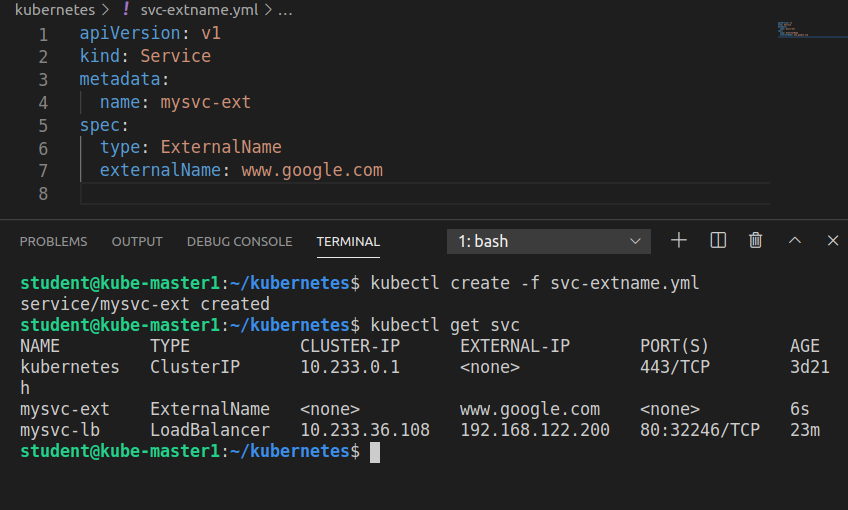 kubernetes > ! svc-extname.yml > ...
1 apiVersion: v1
2 kind: Service
3 metadata:
4   name: mysvc-ext
5 spec:
6   type: ExternalName
7   externalName: www.google.com
8
PROBLEMS OUTPUT DEBUG CONSOLE TERMINAL 1: bash
student@kube-master1:~/kubernetes$ kubectl create -f svc-extname.yml
service/mysvc-ext created
student@kube-master1:~/kubernetes$ kubectl get svc
NAME         TYPE           CLUSTER-IP      EXTERNAL-IP       PORT(S)        AGE
kubernetes   ClusterIP      10.233.0.1      <none>            443/TCP        3d21
h
mysvc-ext    ExternalName   <none>          www.google.com    <none>         6s
mysvc-lb     LoadBalancer   10.233.36.108   192.168.122.200   80:32246/TCP   23m
student@kube-master1:~/kubernetes$